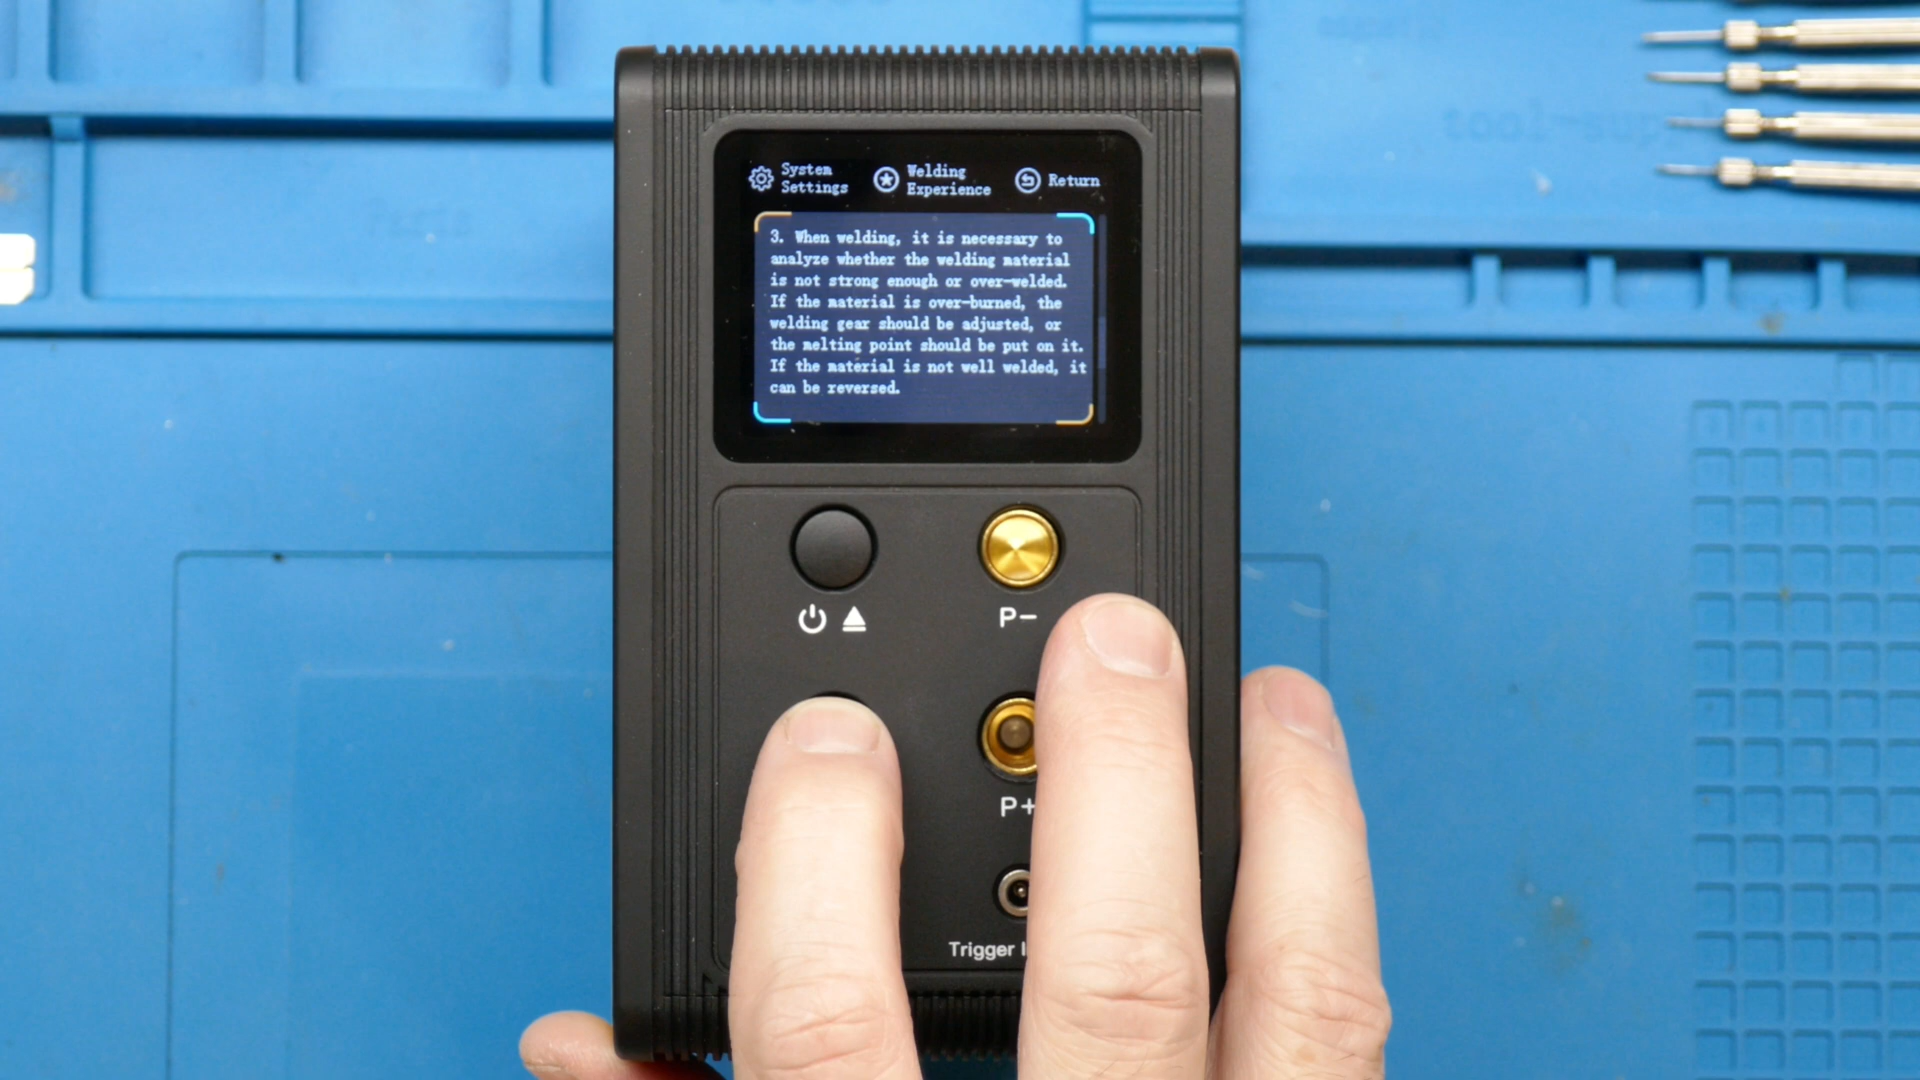 System
Settings
Welding
Experience
Return
3. When welding, it is necessary to
analyze whether the welding material
is not strong enough or over-welded.
If the material is over-burned, the
welding gear should be adjusted, or
the melting point should be put on it.
If the material is not well welded, it
can be reversed.
P−
P+
Trigger